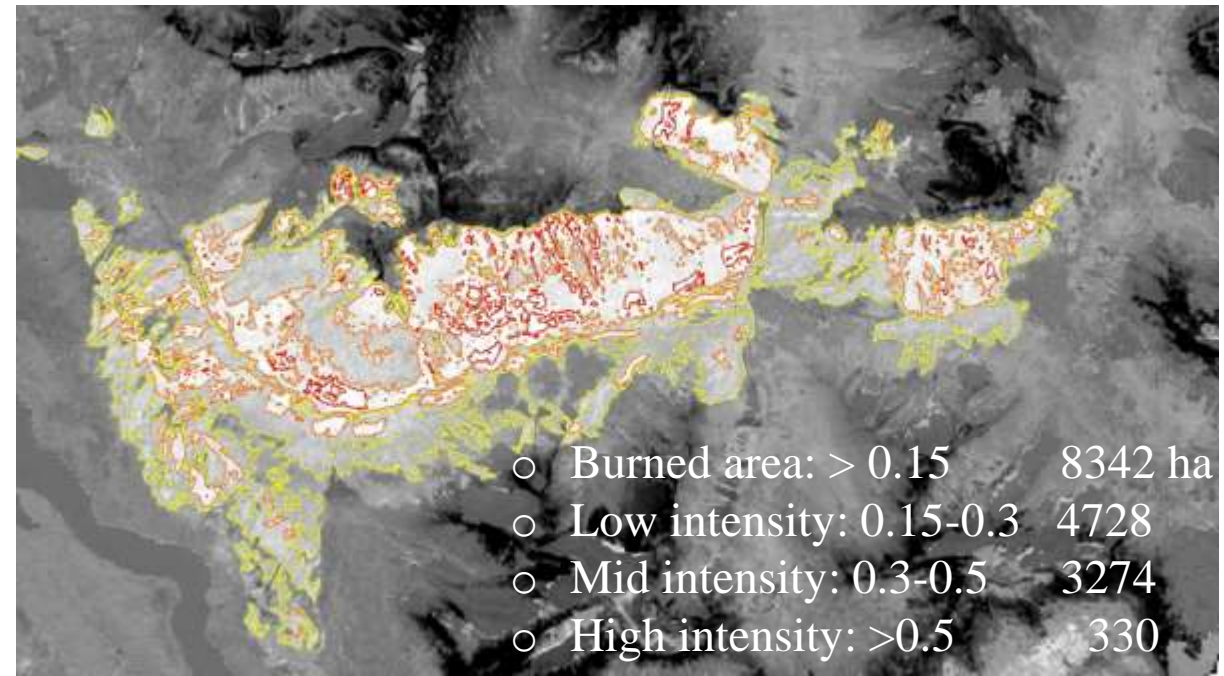 ○ Burned area: > 0.15 8342 ha
○ Low intensity: 0.15-0.3 4728
○ Mid intensity: 0.3-0.5 3274
○ High intensity: >0.5 330